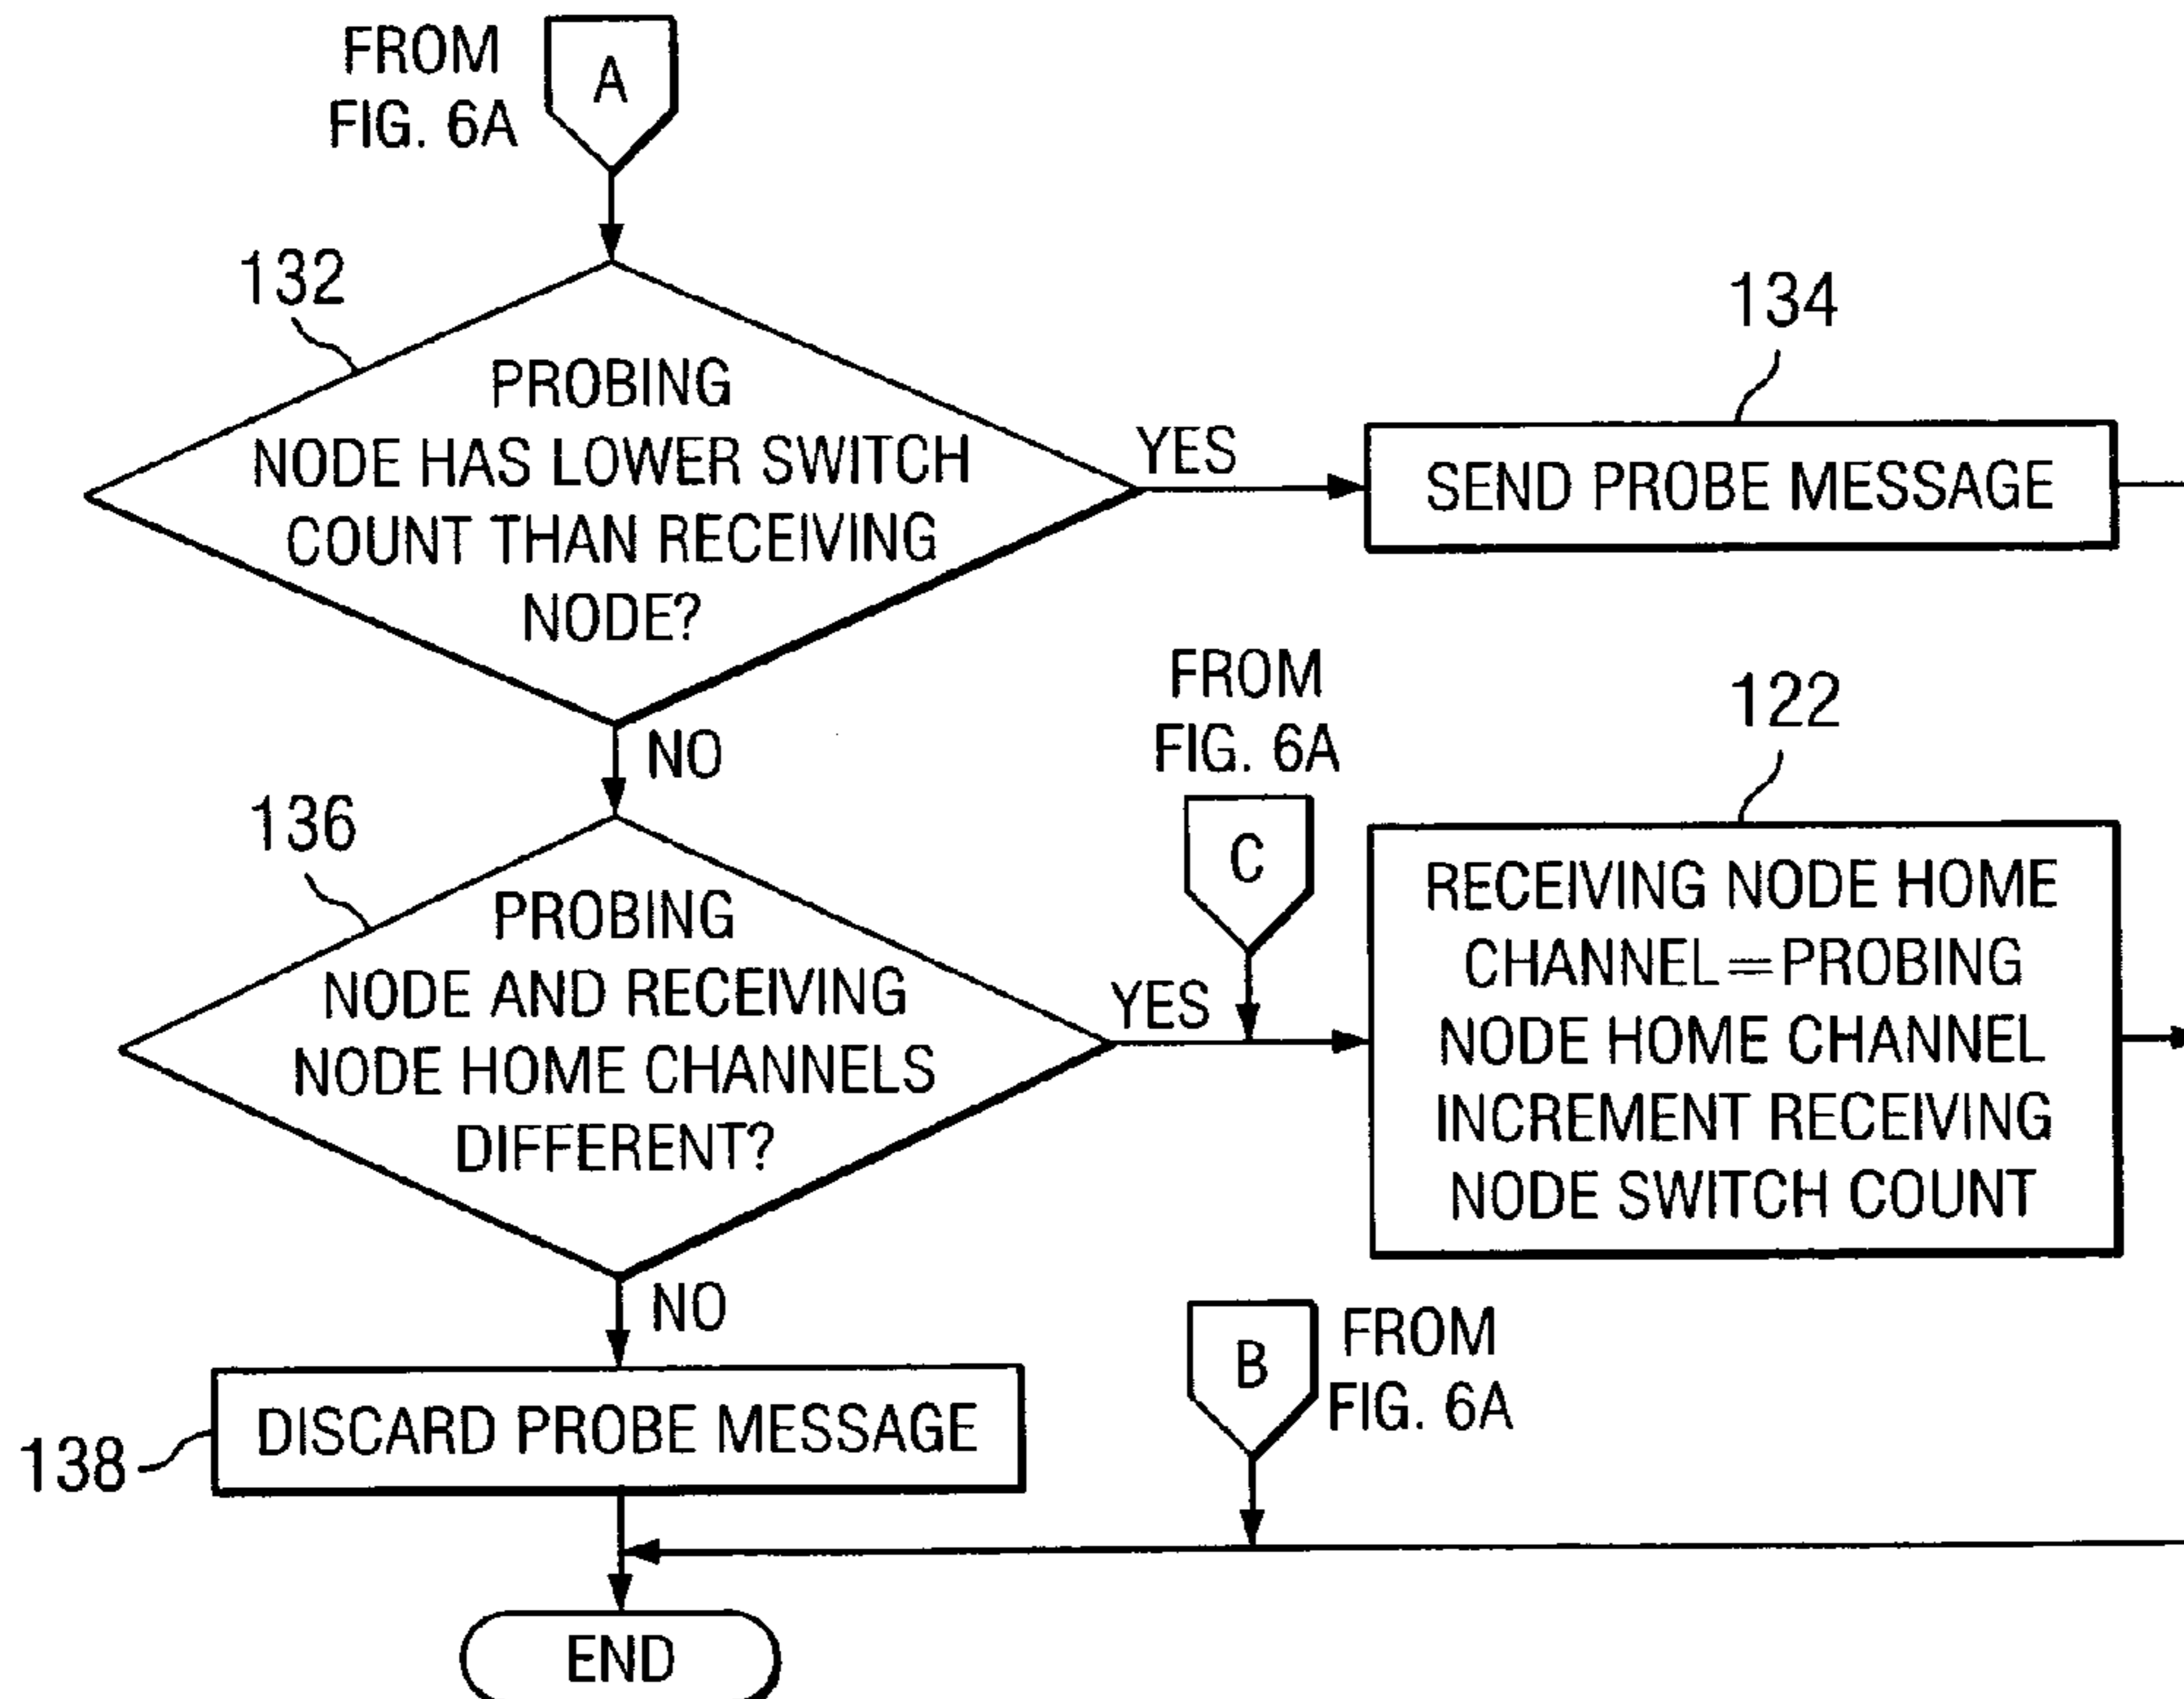 FROM
FIG. 6A
A
132
PROBING
NODE HAS LOWER SWITCH
COUNT THAN RECEIVING
NODE?
YES
134
SEND PROBE MESSAGE
NO
FROM
FIG. 6A
C
122
136
PROBING
NODE AND RECEIVING
NODE HOME CHANNELS
DIFFERENT?
YES
RECEIVING NODE HOME
CHANNEL=PROBING
NODE HOME CHANNEL
INCREMENT RECEIVING
NODE SWITCH COUNT
NO
B
FROM
FIG. 6A
138
DISCARD PROBE MESSAGE
END